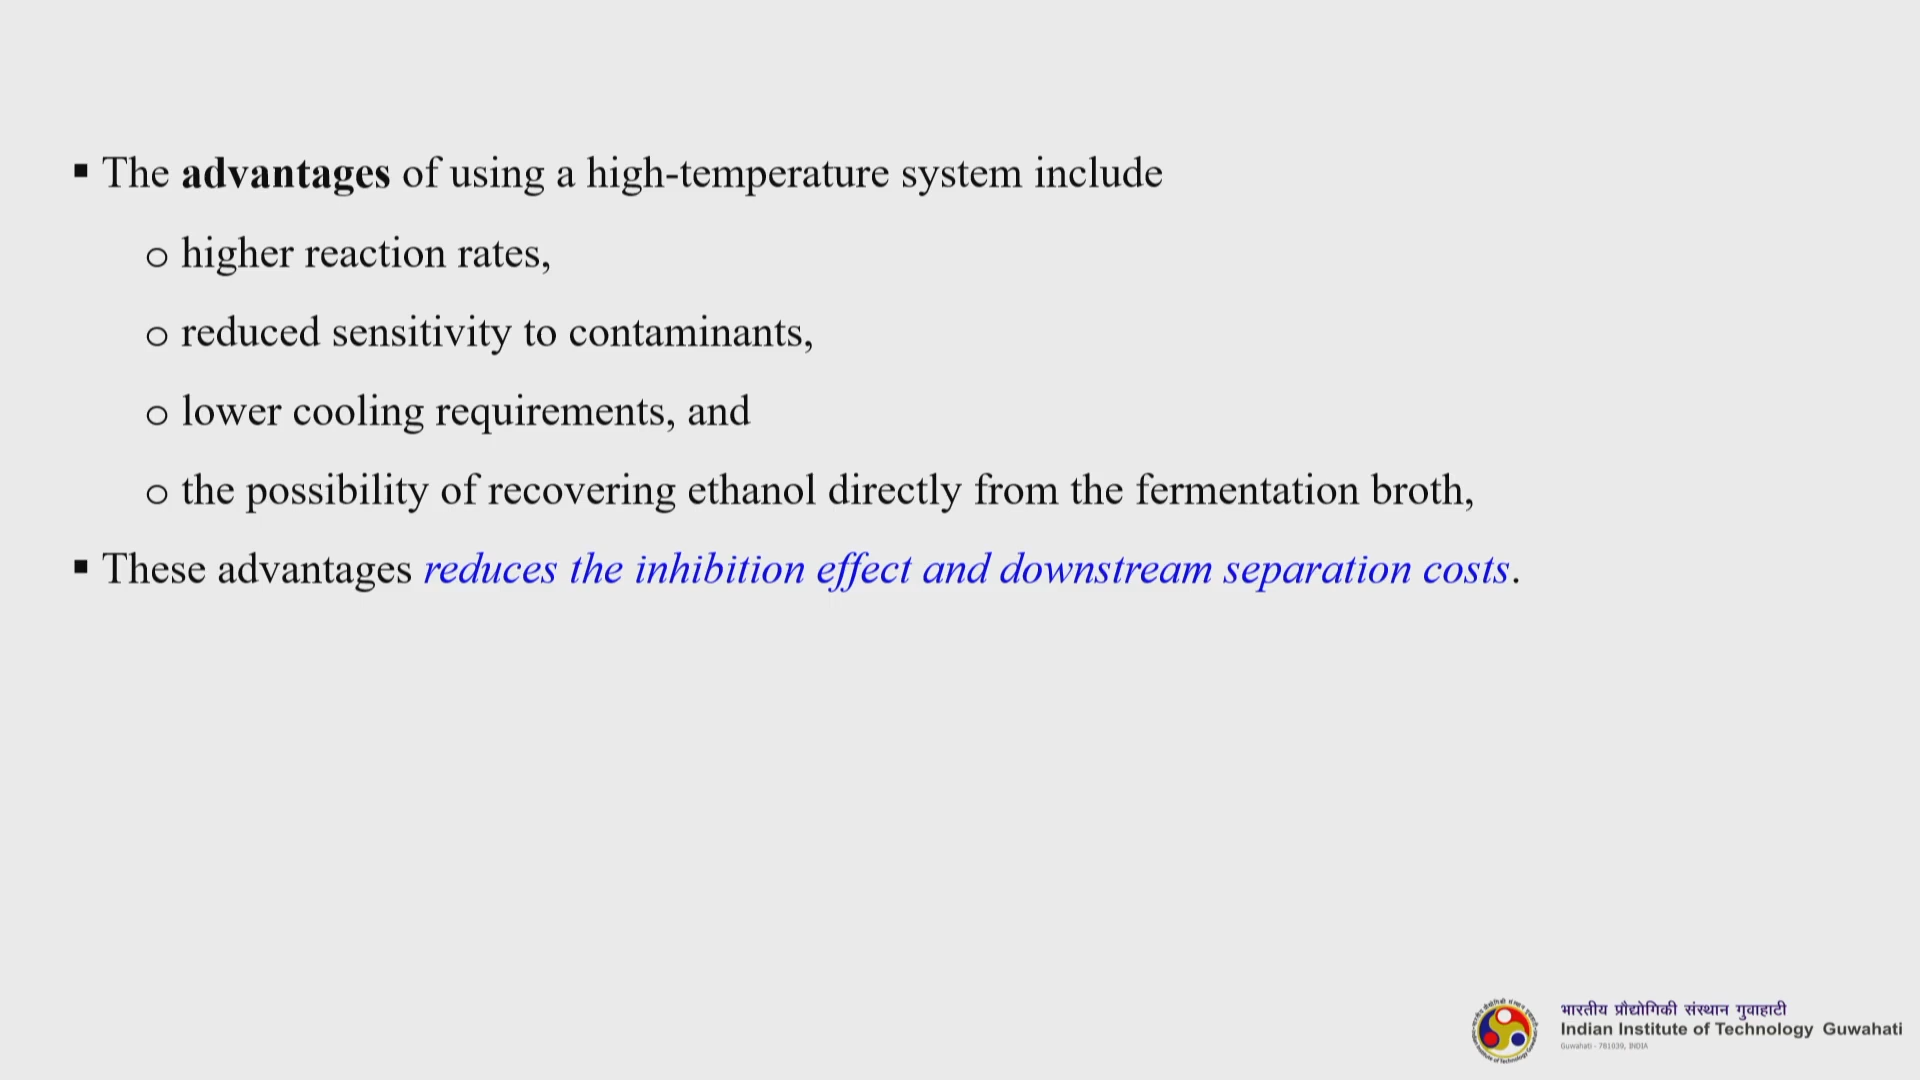 ▪ The advantages of using a high-temperature system include
o higher reaction rates,
o reduced sensitivity to contaminants,
o lower cooling requirements, and
o the possibility of recovering ethanol directly from the fermentation broth,
▪ These advantages reduces the inhibition effect and downstream separation costs.
भारतीय प्रौद्योगिकी संस्थान गुवाहाटी
Indian Institute of Technology Guwahati
Guwahati - 781039, INDIA